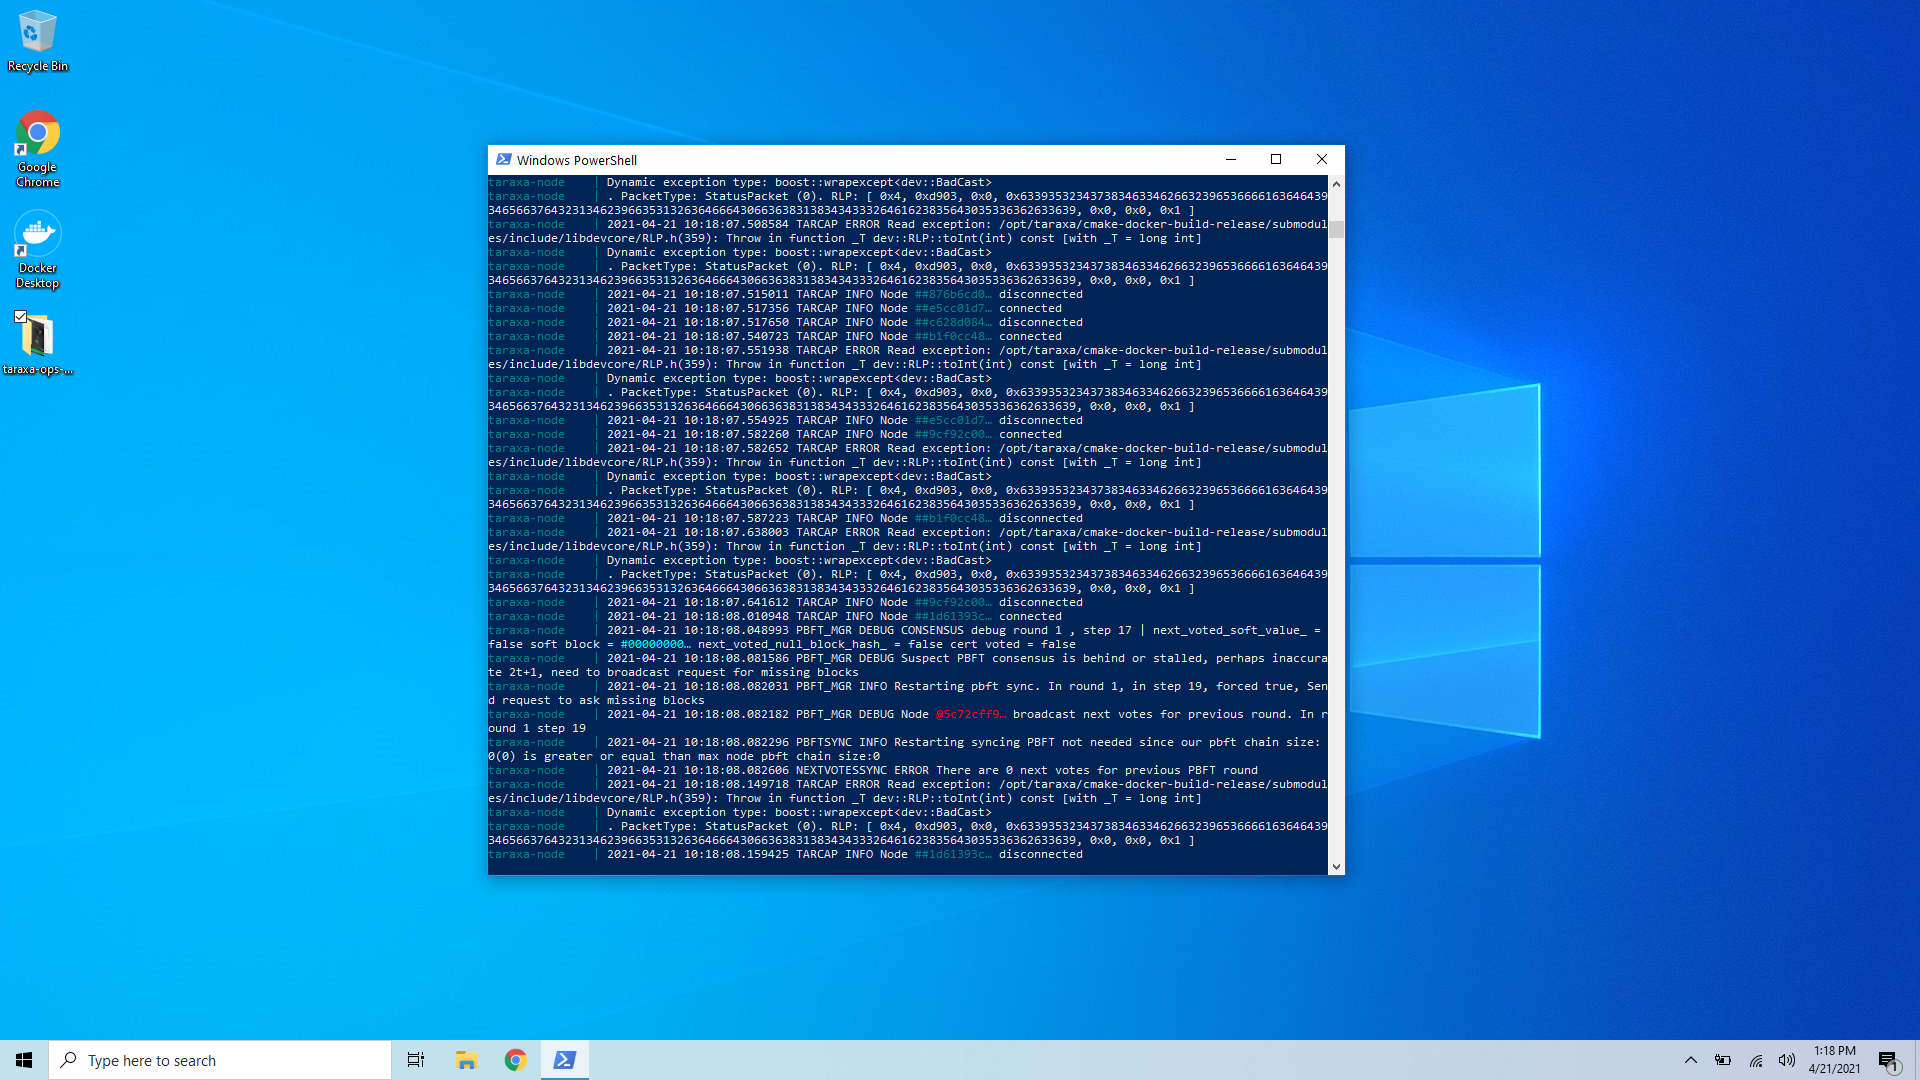 Recycle Bin
Google
Chrome
Docker
Desktop
taraxa-ops-...
Windows PowerShell
taraxa-node | Dynamic exception type: boost::wrapexcept<dev::BadCast>
taraxa-node | . PacketType: StatusPacket (0). RLP: [ 0x4, 0xd903, 0x0, 0x63393532343738346334626632396536666163646439
34656637643231346239663531326364666430663638313834343332646162383564303533636263​3639, 0x0, 0x0, 0x1 ]
taraxa-node | 2021-04-21 10:18:07.508584 TARCAP ERROR Read exception: /opt/taraxa/cmake-docker-build-release/submodul
es/include/libdevcore/RLP.h(359): Throw in function _T dev::RLP::toInt(int) const [with _T = long int]
taraxa-node | Dynamic exception type: boost::wrapexcept<dev::BadCast>
taraxa-node | . PacketType: StatusPacket (0). RLP: [ 0x4, 0xd903, 0x0, 0x63393532343738346334626632396536666163646439
346566376432313462396635313263646664306636383138343433326461623835643035336362633639, 0x0, 0x0, 0x1 ]
taraxa-node | 2021-04-21 10:18:07.515011 TARCAP INFO Node ##876b6cd0… disconnected
taraxa-node | 2021-04-21 10:18:07.517356 TARCAP INFO Node ##e5cc01d7… connected
taraxa-node | 2021-04-21 10:18:07.517650 TARCAP INFO Node ##c628d084… disconnected
taraxa-node | 2021-04-21 10:18:07.540723 TARCAP INFO Node ##b1f0cc48… connected
taraxa-node | 2021-04-21 10:18:07.551938 TARCAP ERROR Read exception: /opt/taraxa/cmake-docker-build-release/submodul
es/include/libdevcore/RLP.h(359): Throw in function _T dev::RLP::toInt(int) const [with _T = long int]
taraxa-node | Dynamic exception type: boost::wrapexcept<dev::BadCast>
taraxa-node | . PacketType: StatusPacket (0). RLP: [ 0x4, 0xd903, 0x0, 0x63393532343738346334626632396536666163646439
346566376432313462396635313263646664306636383138343433326461623835643035336362633639, 0x0, 0x0, 0x1 ]
taraxa-node | 2021-04-21 10:18:07.554925 TARCAP INFO Node ##e5cc01d7… disconnected
taraxa-node | 2021-04-21 10:18:07.582260 TARCAP INFO Node ##9cf92c00… connected
taraxa-node | 2021-04-21 10:18:07.582652 TARCAP ERROR Read exception: /opt/taraxa/cmake-docker-build-release/submodul
es/include/libdevcore/RLP.h(359): Throw in function _T dev::RLP::toInt(int) const [with _T = long int]
taraxa-node | Dynamic exception type: boost::wrapexcept<dev::BadCast>
taraxa-node | . PacketType: StatusPacket (0). RLP: [ 0x4, 0xd903, 0x0, 0x63393532343738346334626632396536666163646439
346566376432313462396635313263646664306636383138343433326461623835643035336362633639, 0x0, 0x0, 0x1 ]
taraxa-node | 2021-04-21 10:18:07.587223 TARCAP INFO Node ##b1f0cc48… disconnected
taraxa-node | 2021-04-21 10:18:07.638003 TARCAP ERROR Read exception: /opt/taraxa/cmake-docker-build-release/submodul
es/include/libdevcore/RLP.h(359): Throw in function _T dev::RLP::toInt(int) const [with _T = long int]
taraxa-node | Dynamic exception type: boost::wrapexcept<dev::BadCast>
taraxa-node | . PacketType: StatusPacket (0). RLP: [ 0x4, 0xd903, 0x0, 0x63393532343738346334626632396536666163646439
346566376432313462396635313263646664306636383138343433326461623835643035336362633639, 0x0, 0x0, 0x1 ]
taraxa-node | 2021-04-21 10:18:07.641612 TARCAP INFO Node ##9cf92c00… disconnected
taraxa-node | 2021-04-21 10:18:08.010948 TARCAP INFO Node ##1d61393c… connected
taraxa-node | 2021-04-21 10:18:08.048993 PBFT_MGR DEBUG CONSENSUS debug round 1 , step 17 | next_voted_soft_value_ =
false soft block = #00000000… next_voted_null_block_hash_ = false cert voted = false
taraxa-node | 2021-04-21 10:18:08.081586 PBFT_MGR DEBUG Suspect PBFT consensus is behind or stalled, perhaps inaccura
te 2t+1, need to broadcast request for missing blocks
taraxa-node | 2021-04-21 10:18:08.082031 PBFT_MGR INFO Restarting pbft sync. In round 1, in step 19, forced true, Sen
d request to ask missing blocks
taraxa-node | 2021-04-21 10:18:08.082182 PBFT_MGR DEBUG Node @5c72cff9… broadcast next votes for previous round. In r
ound 1 step 19
taraxa-node | 2021-04-21 10:18:08.082296 PBFTSYNC INFO Restarting syncing PBFT not needed since our pbft chain size:
0(0) is greater or equal than max node pbft chain size:0
taraxa-node | 2021-04-21 10:18:08.082606 NEXTVOTESSYNC ERROR There are 0 next votes for previous PBFT round
taraxa-node | 2021-04-21 10:18:08.149718 TARCAP ERROR Read exception: /opt/taraxa/cmake-docker-build-release/submodul
es/include/libdevcore/RLP.h(359): Throw in function _T dev::RLP::toInt(int) const [with _T = long int]
taraxa-node | Dynamic exception type: boost::wrapexcept<dev::BadCast>
taraxa-node | . PacketType: StatusPacket (0). RLP: [ 0x4, 0xd903, 0x0, 0x63393532343738346334626632396536666163646439
346566376432313462396635313263646664306636383138343433326461623835643035336362633639, 0x0, 0x0, 0x1 ]
taraxa-node | 2021-04-21 10:18:08.159425 TARCAP INFO Node ##1d61393c… disconnected
Type here to search
1:18 PM
4/21/2021
1